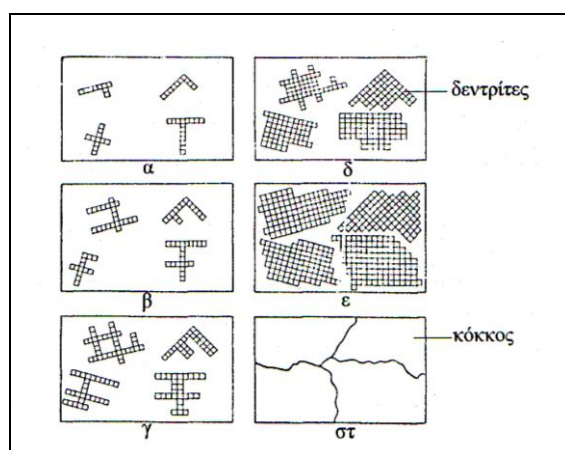 α
β
γ
δ
δεντρίτες
ε
στ
κόκκος